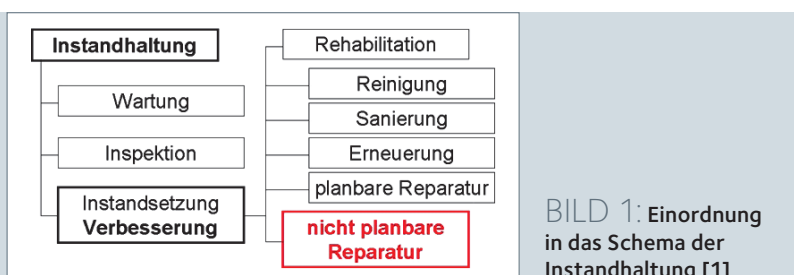 Instandhaltung
Wartung
Inspektion
Instandsetzung
Verbesserung
Rehabilitation
Reinigung
Sanierung
Erneuerung
planbare Reparatur
nicht planbare
Reparatur
BILD 1: Einordnung
in das Schema der
Instandhaltung [1]